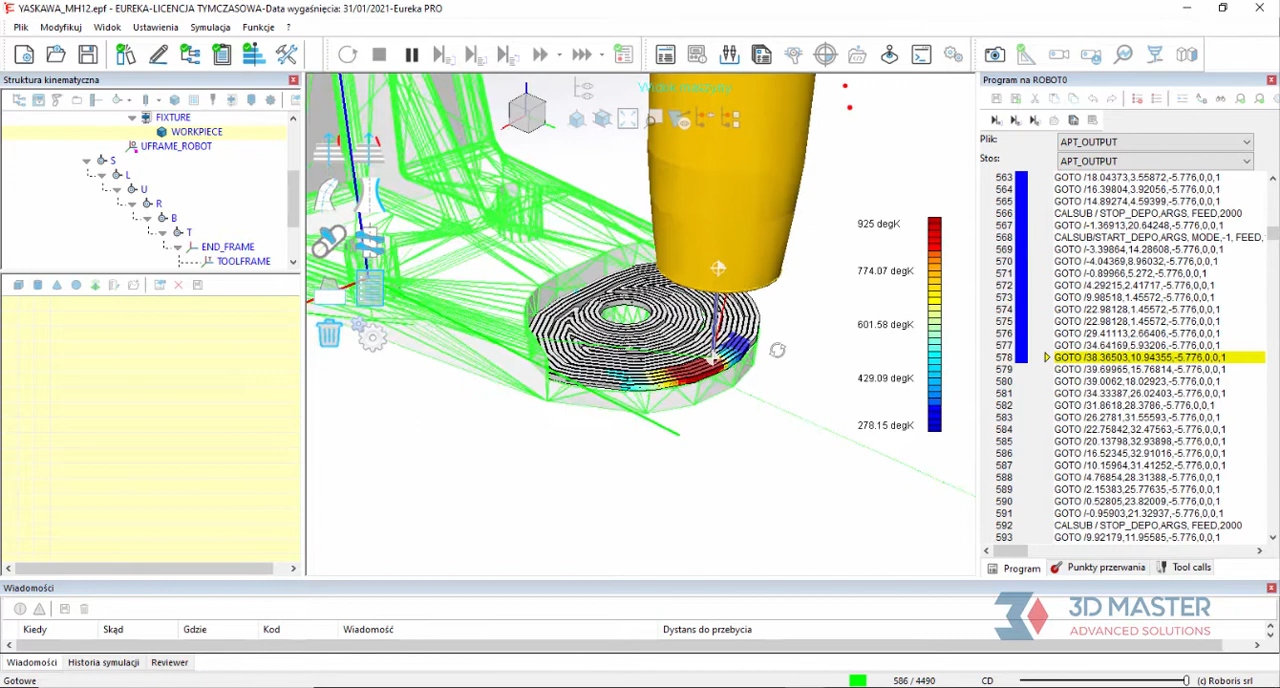 YASKAWA_MH12.epf - EUREKA-LICENCJA TYMCZASOWA-Data wygaśnięcia: 31/01/2021-Eureka PRO
Plik Modyfikuj Widok Ustawienia Symulacja Funkcje ?
Struktura kinematyczna
FIXTURE
WORKPIECE
UFRAME_ROBOT
S
L
U
R
B
T
END_FRAME
TOOLFRAME
Widok maszyny
925 degK
774.07 degK
601.58 degK
429.09 degK
278.15 degK
Program na ROBOT0
Plik: APT_OUTPUT
Stos: APT_OUTPUT
563 GOTO /18.04373,3.55872,-5.776,0,0,1
564 GOTO /16.39804,3.92056,-5.776,0,0,1
565 GOTO /14.89274,4.59399,-5.776,0,0,1
566 CALSUB / STOP_DEPO,ARGS, FEED,2000
567 GOTO /-1.36913,20.64248,-5.776,0,0,1
568 CALSUB/START_DEPO,ARGS, MODE,-1, FEED,
569 GOTO /-3.39864,14.28608,-5.776,0,0,1
570 GOTO /-4.04369,8.96032,-5.776,0,0,1
571 GOTO /-0.89966,5.272,-5.776,0,0,1
572 GOTO /4.29215,2.41717,-5.776,0,0,1
573 GOTO /9.98518,1.45572,-5.776,0,0,1
574 GOTO /22.98128,1.45572,-5.776,0,0,1
575 GOTO /22.98128,1.45572,-5.776,0,0,1
576 GOTO /29.41113,2.66406,-5.776,0,0,1
577 GOTO /34.64169,5.93206,-5.776,0,0,1
578 GOTO /38.36503,10.94355,-5.776,0,0,1
579 GOTO /39.69965,15.76814,-5.776,0,0,1
580 GOTO /39.0062,18.02923,-5.776,0,0,1
581 GOTO /34.33387,26.02403,-5.776,0,0,1
582 GOTO /31.8618,28.3786,-5.776,0,0,1
583 GOTO /26.2781,31.55593,-5.776,0,0,1
584 GOTO /22.75842,32.47563,-5.776,0,0,1
585 GOTO /20.13798,32.93898,-5.776,0,0,1
586 GOTO /16.52345,32.91016,-5.776,0,0,1
587 GOTO /10.15964,31.41252,-5.776,0,0,1
588 GOTO /4.76854,28.31388,-5.776,0,0,1
589 GOTO /2.15383,25.77635,-5.776,0,0,1
590 GOTO /0.52805,23.82009,-5.776,0,0,1
591 GOTO /-0.95903,21.32937,-5.776,0,0,1
592 CALSUB / STOP_DEPO,ARGS, FEED,2000
593 GOTO /9.92179,11.95585,-5.776,0,0,1
Program Punkty przerwania Tool calls
Wiadomości
Kiedy Skąd Gdzie Kod Wiadomość Dystans do przebycia
3D MASTER
ADVANCED SOLUTIONS
Wiadomości Historia symulacji Reviewer
Gotowe 586 / 4490 CD (c) Roboris srl